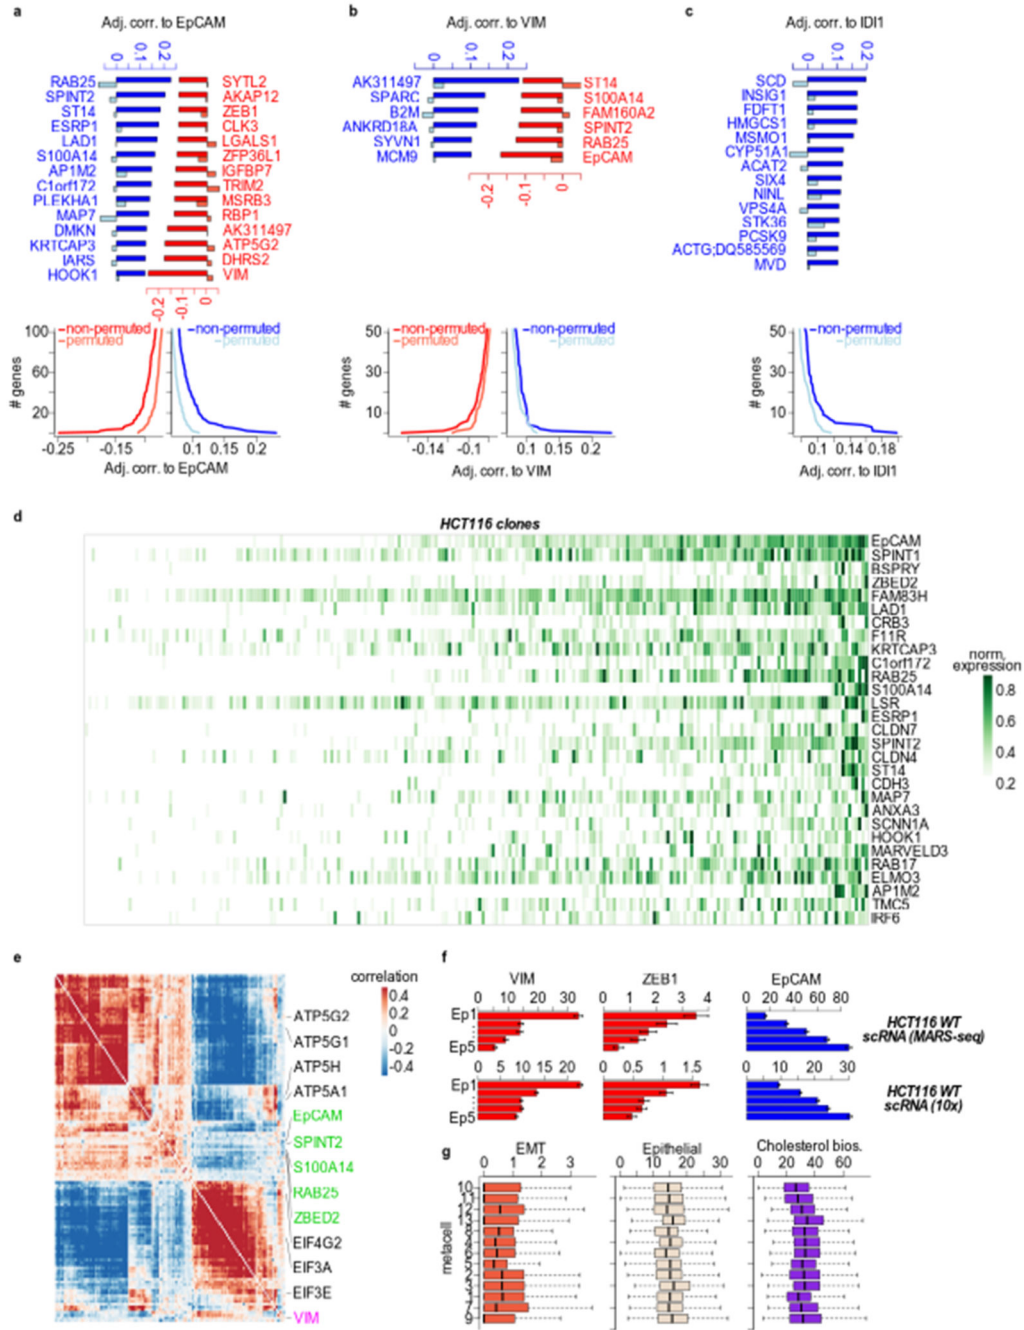 a
Adj. corr. to EpCAM
0 0.1 0.2
RAB25 SYTL2
SPINT2 AKAP12
ST14 ZEB1
ESRP1 CLK3
LAD1 LGALS1
S100A14 ZFP36L1
AP1M2 IGFBP7
C1orf172 TRIM2
PLEKHA1 MSRB3
MAP7 RBP1
DMKN AK311497
KRTCAP3 ATP5G2
IARS DHRS2
HOOK1 VIM
-0.2 -0.1 0
100
60
20
# genes
non-permuted
permuted
non-permuted
permuted
-0.25 -0.15 0.1 0.15 0.2
Adj. corr. to EpCAM
b
Adj. corr. to VIM
0 0.1 0.2
AK311497 ST14
SPARC S100A14
B2M FAM160A2
ANKRD18A SPINT2
SYVN1 RAB25
MCM9 EpCAM
-0.2 -0.1 0
50
30
10
# genes
non-permuted
permuted
non-permuted
permuted
-0.14 -0.1 0.1 0.15 0.2
Adj. corr. to VIM
c
Adj. corr. to IDI1
0 0.1 0.2
SCD
INSIG1
FDFT1
HMGCS1
MSMO1
CYP51A1
ACAT2
SIX4
NINL
VPS4A
STK36
PCSK9
ACTG;DQ585569
MVD
50
30
10
# genes
non-permuted
permuted
0.1 0.14 0.18
Adj. corr. to IDI1
d
HCT116 clones
EpCAM
SPINT1
BSPRY
ZBED2
FAM83H
LAD1
CRB3
F11R
KRTCAP3
C1orf172
RAB25
S100A14
LSR
ESRP1
CLDN7
SPINT2
CLDN4
ST14
CDH3
MAP7
ANXA3
SCNN1A
HOOK1
MARVELD3
RAB17
ELMO3
AP1M2
TMC5
IRF6
norm,
expression
0.8
0.6
0.4
0.2
e
correlation
0.4
0.2
0
-0.2
-0.4
ATP5G2
ATP5G1
ATP5H
ATP5A1
EpCAM
SPINT2
S100A14
RAB25
ZBED2
EIF4G2
EIF3A
EIF3E
VIM
f
VIM ZEB1 EpCAM
0 10 20 30 0 1 2 3 4 0 20 40 60 80
Ep1
Ep5
HCT116 WT
scRNA (MARS-seq)
0 5 10 15 20 0 0.5 1 1.5 0 10 20 30
Ep1
Ep5
HCT116 WT
scRNA (10x)
g
EMT Epithelial Cholesterol bios.
0 1 2 3 0 10 20 30 0 20 40 60
metacell
10
11
12
13
8
4
6
5
2
3
1
7
9